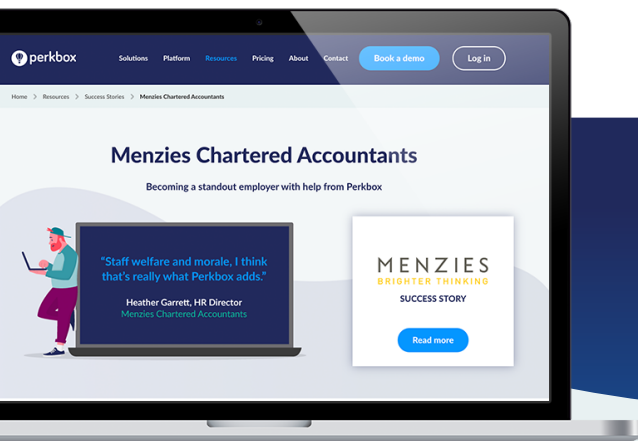 perkbox Solutions Platform Resources Pricing About Contact Book a demo Log in
Home > Resources > Success Stories > Menzies Chartered Accountants
Menzies Chartered Accountants
Becoming a standout employer with help from Perkbox
“Staff welfare and morale, I think
that’s really what Perkbox adds.”
Heather Garrett, HR Director
Menzies Chartered Accountants
MENZIES
BRIGHTER THINKING
SUCCESS STORY
Read more